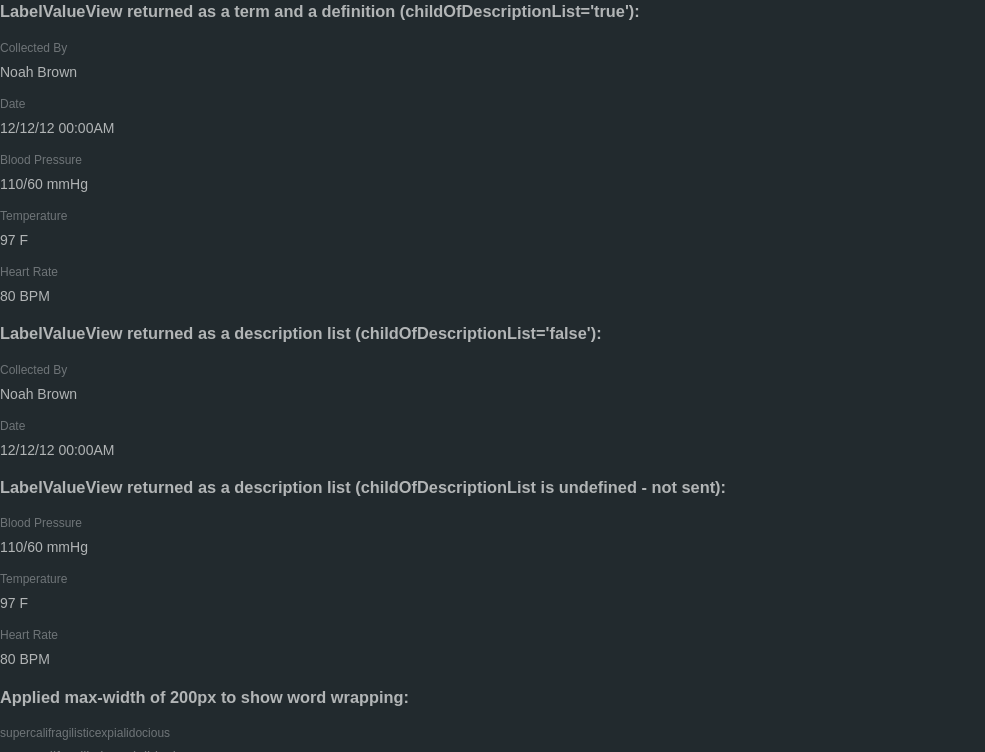 LabelValueView returned as a term and a definition (childOfDescriptionList='true'):
Collected By
Noah Brown
Date
12/12/12 00:00AM
Blood Pressure
110/60 mmHg
Temperature
97 F
Heart Rate
80 BPM
LabelValueView returned as a description list (childOfDescriptionList='false'):
Collected By
Noah Brown
Date
12/12/12 00:00AM
LabelValueView returned as a description list (childOfDescriptionList is undefined - not sent):
Blood Pressure
110/60 mmHg
Temperature
97 F
Heart Rate
80 BPM
Applied max-width of 200px to show word wrapping:
supercalifragilisticexpialidocious